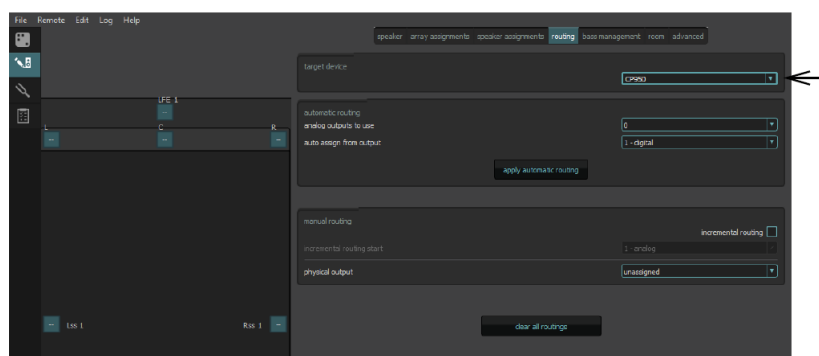 File Remote Edit Log Help
speaker array assignments speaker assignments routing bass management room advanced
target device
CP950
LFE 1
automatic routing
analog outputs to use 0
L C R
auto assign from output 1 - digital
-- -- -- --
apply automatic routing
manual routing
incremental routing
incremental routing start 1 - analog
physical output unassigned
-- Lss 1 Rss 1 --
clear all routings